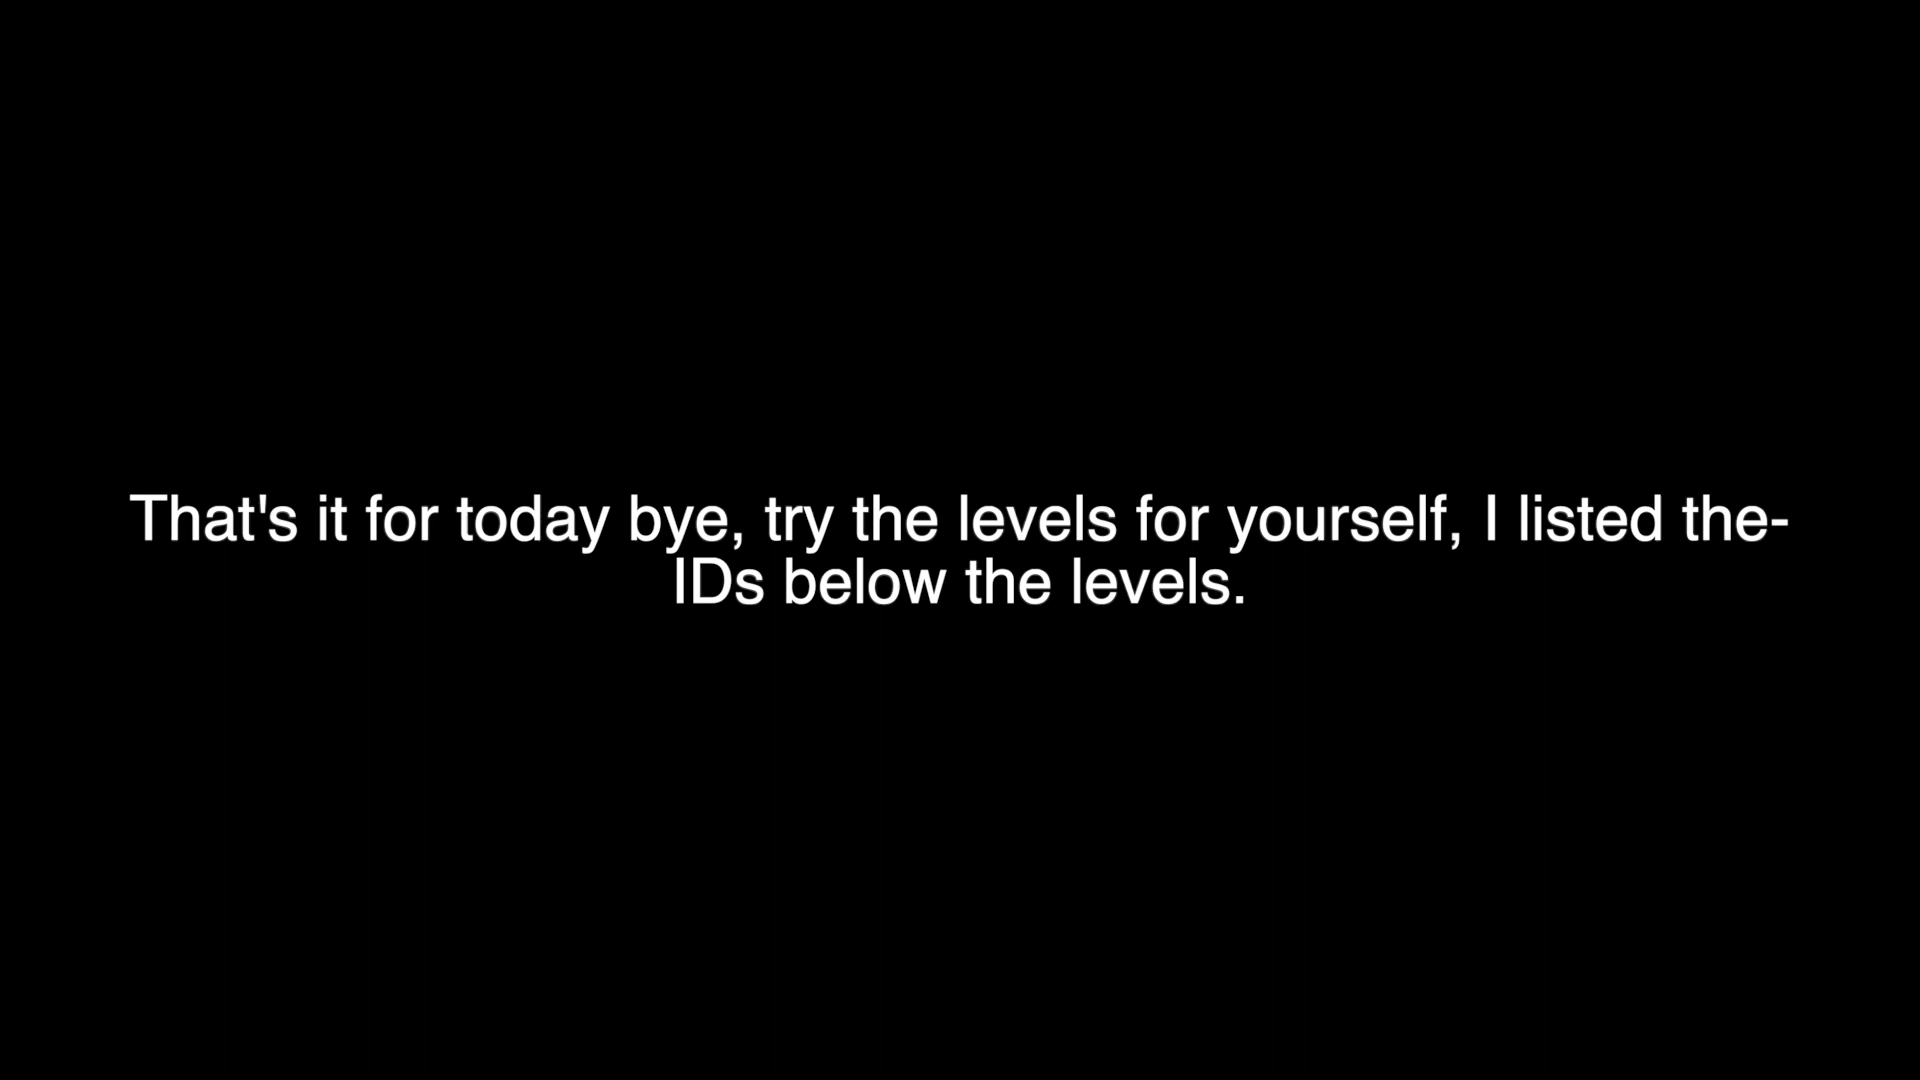 That's it for today bye, try the levels for yourself, I listed the-
IDs below the levels.